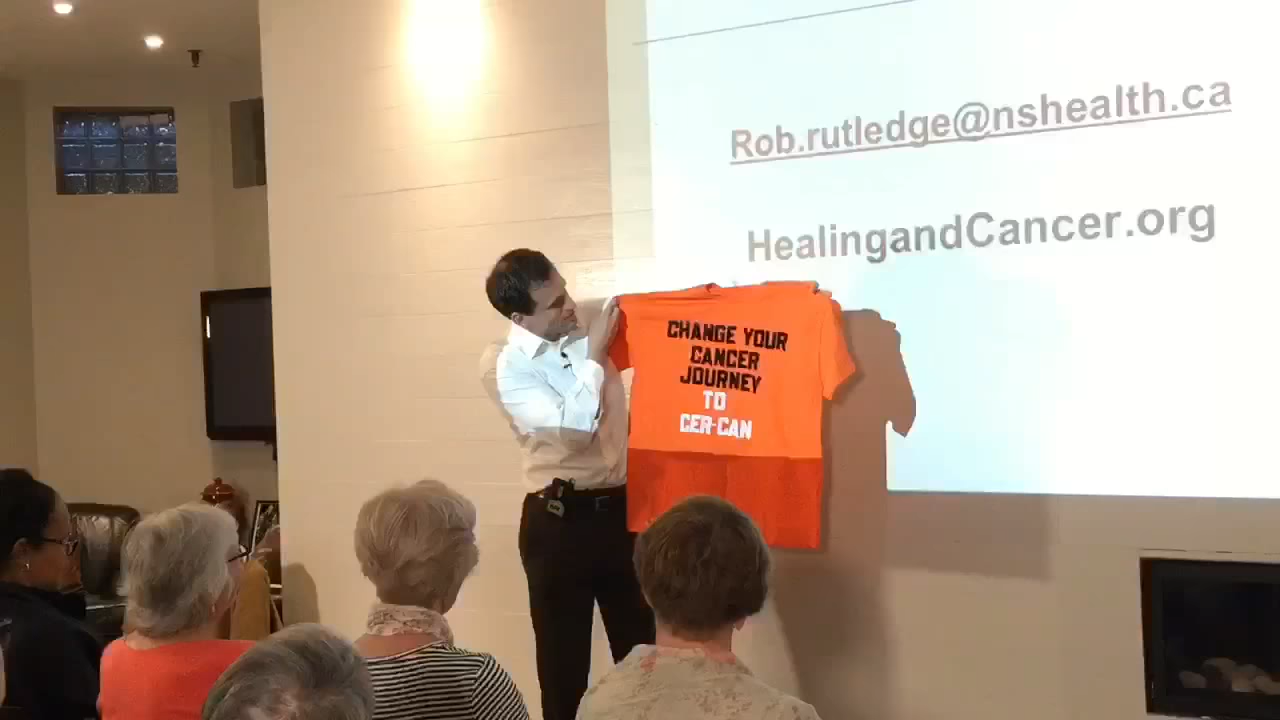 Rob.rutledge@nshealth.ca
HealingandCancer.org
CHANGE YOUR
CANCER
JOURNEY
TO
CER-CAN